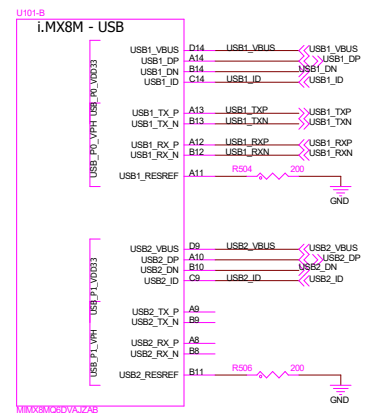 U101-B
i.MX8M - USB
USB_P0_VPH USB_P0_VDD33
USB1_VBUS D14 USB1_VBUS USB1_VBUS
USB1_DP A14 USB1_DP
USB1_DN B14 USB1_DN
USB1_ID C14 USB1_ID USB1_ID
USB1_TX_P A13 USB1_TXP USB1_TXP
USB1_TX_N B13 USB1_TXN USB1_TXN
USB1_RX_P A12 USB1_RXP USB1_RXP
USB1_RX_N B12 USB1_RXN USB1_RXN
USB1_RESREF A11 R504 200
GND
USB_P1_VPH USB_P1_VDD33
USB2_VBUS D9 USB2_VBUS USB2_VBUS
USB2_DP A10 USB2_DP
USB2_DN B10 USB2_DN
USB2_ID C9 USB2_ID USB2_ID
USB2_TX_P A9
USB2_TX_N B9
USB2_RX_P A8
USB2_RX_N B8
USB2_RESREF B11 R506 200
GND
MIMX8MQ6DVAJZAB